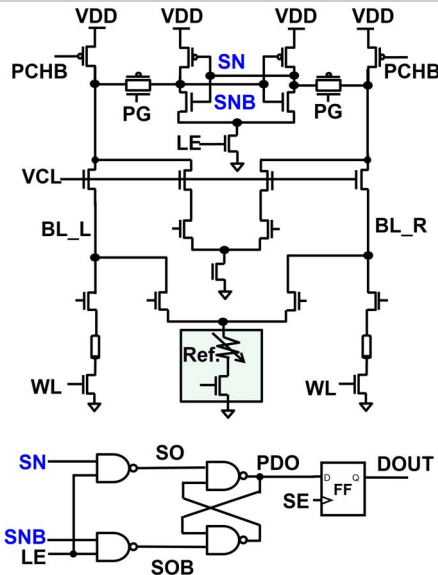 VDD VDD VDD VDD
PCHB SN PCHB
SNB
PG PG
LE
VCL
BL_L BL_R
Ref.
WL WL
SN SO PDO DOUT
D Q
FF
SE
SNB
LE SOB